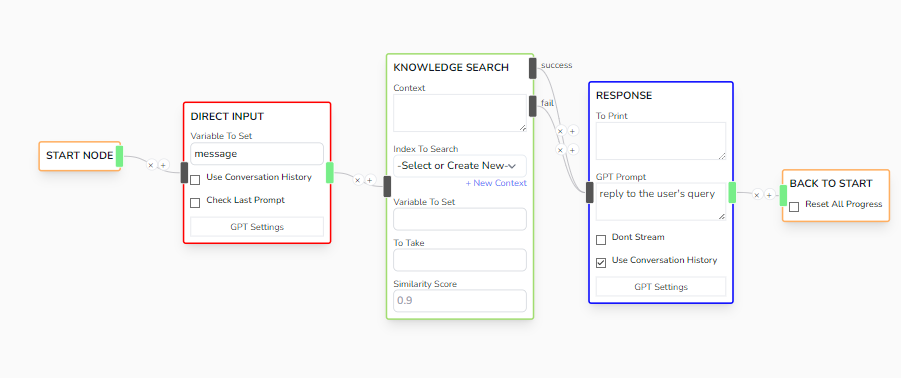 START NODE
DIRECT INPUT
Variable To Set
message
Use Conversation History
Check Last Prompt
GPT Settings
KNOWLEDGE SEARCH
Context
Index To Search
-Select or Create New-
+ New Context
Variable To Set
To Take
Similarity Score
0.9
success
fail
RESPONSE
To Print
GPT Prompt
reply to the user's query
Dont Stream
Use Conversation History
GPT Settings
BACK TO START
Reset All Progress